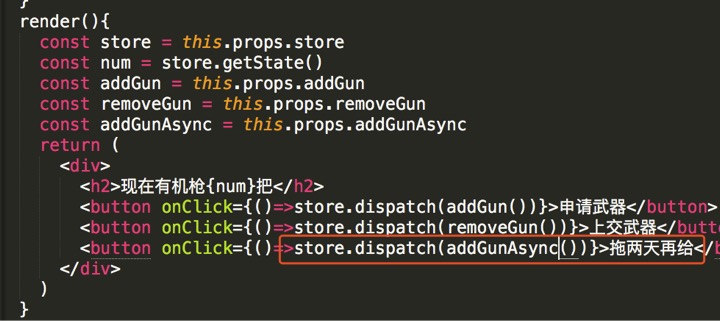 }
render(){
const store = this.props.store
const num = store.getState()
const addGun = this.props.addGun
const removeGun = this.props.removeGun
const addGunAsync = this.props.addGunAsync
return (
<div>
<h2>现在有机枪{num}把</h2>
<button onClick={()=>store.dispatch(addGun())}>申请武器</button>
<button onClick={()=>store.dispatch(removeGun())}>上交武器</butto
<button onClick={()=>store.dispatch(addGunAsync())}>拖两天再给</b
</div>
)
}